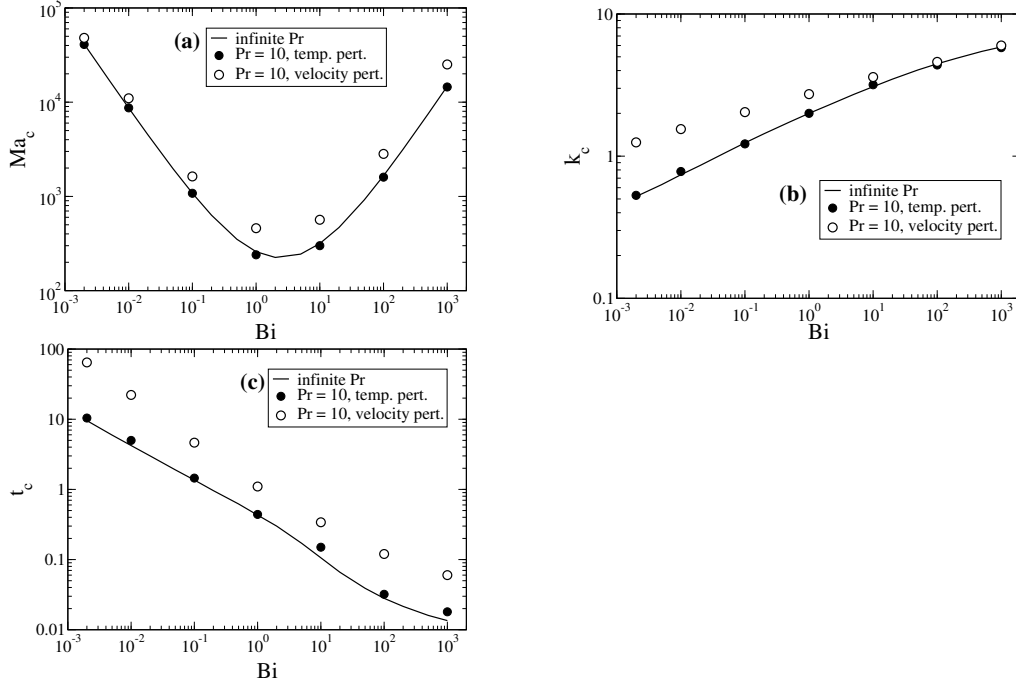 10^5
(a)
infinite Pr
Pr = 10, temp. pert.
Pr = 10, velocity pert.
10^4
Ma_c
10^3
10^2
10^-3 10^-2 10^-1 10^0 10^1 10^2 10^3
Bi
10
k_c
1
(b)
infinite Pr
Pr = 10, temp. pert.
Pr = 10, velocity pert.
0.1
10^-3 10^-2 10^-1 10^0 10^1 10^2 10^3
Bi
100
(c)
infinite Pr
Pr = 10, temp. pert.
Pr = 10, velocity pert.
10
t_c
1
0.1
0.01
10^-3 10^-2 10^-1 10^0 10^1 10^2 10^3
Bi